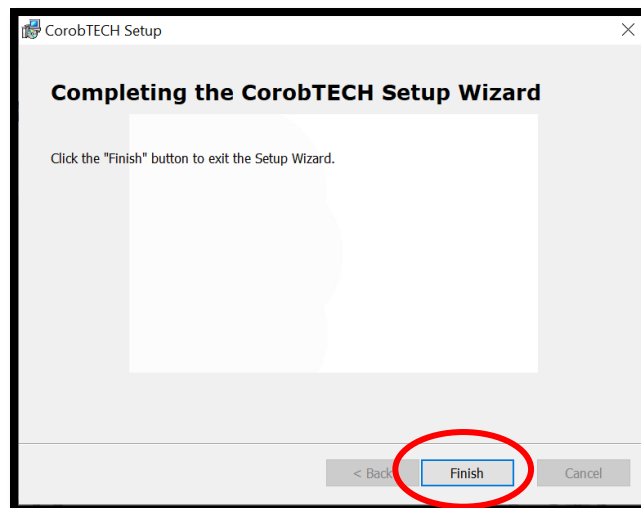 CorobTECH Setup
Completing the CorobTECH Setup Wizard
Click the "Finish" button to exit the Setup Wizard.
< Back Finish Cancel